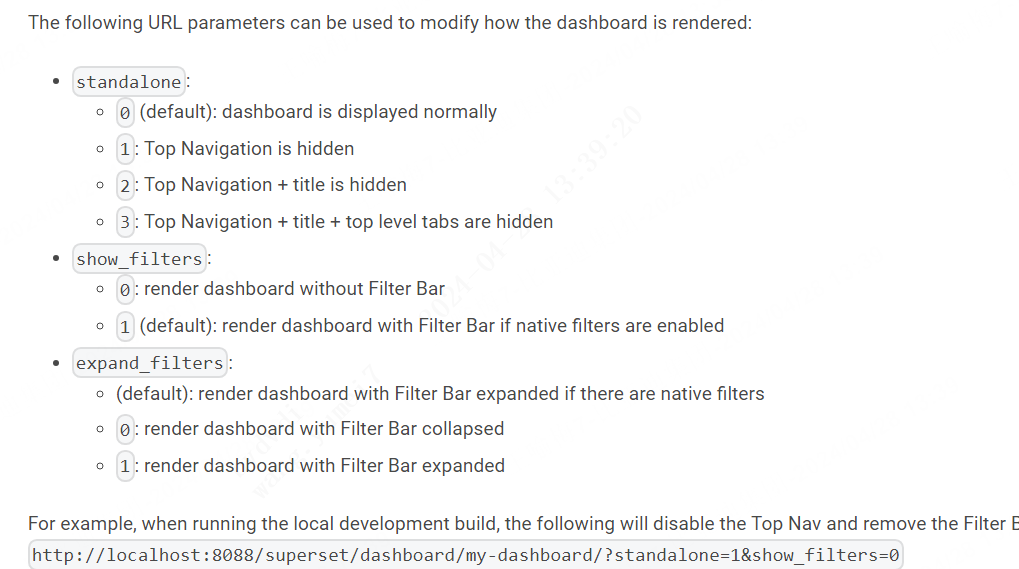 The following URL parameters can be used to modify how the dashboard is rendered:
standalone:
0 (default): dashboard is displayed normally
1: Top Navigation is hidden
2: Top Navigation + title is hidden
3: Top Navigation + title + top level tabs are hidden
show_filters:
0: render dashboard without Filter Bar
1 (default): render dashboard with Filter Bar if native filters are enabled
expand_filters:
(default): render dashboard with Filter Bar expanded if there are native filters
0: render dashboard with Filter Bar collapsed
1: render dashboard with Filter Bar expanded
For example, when running the local development build, the following will disable the Top Nav and remove the Filter
http://localhost:8088/superset/dashboard/my-dashboard/?standalone=1&show_filters=0
13:39:20